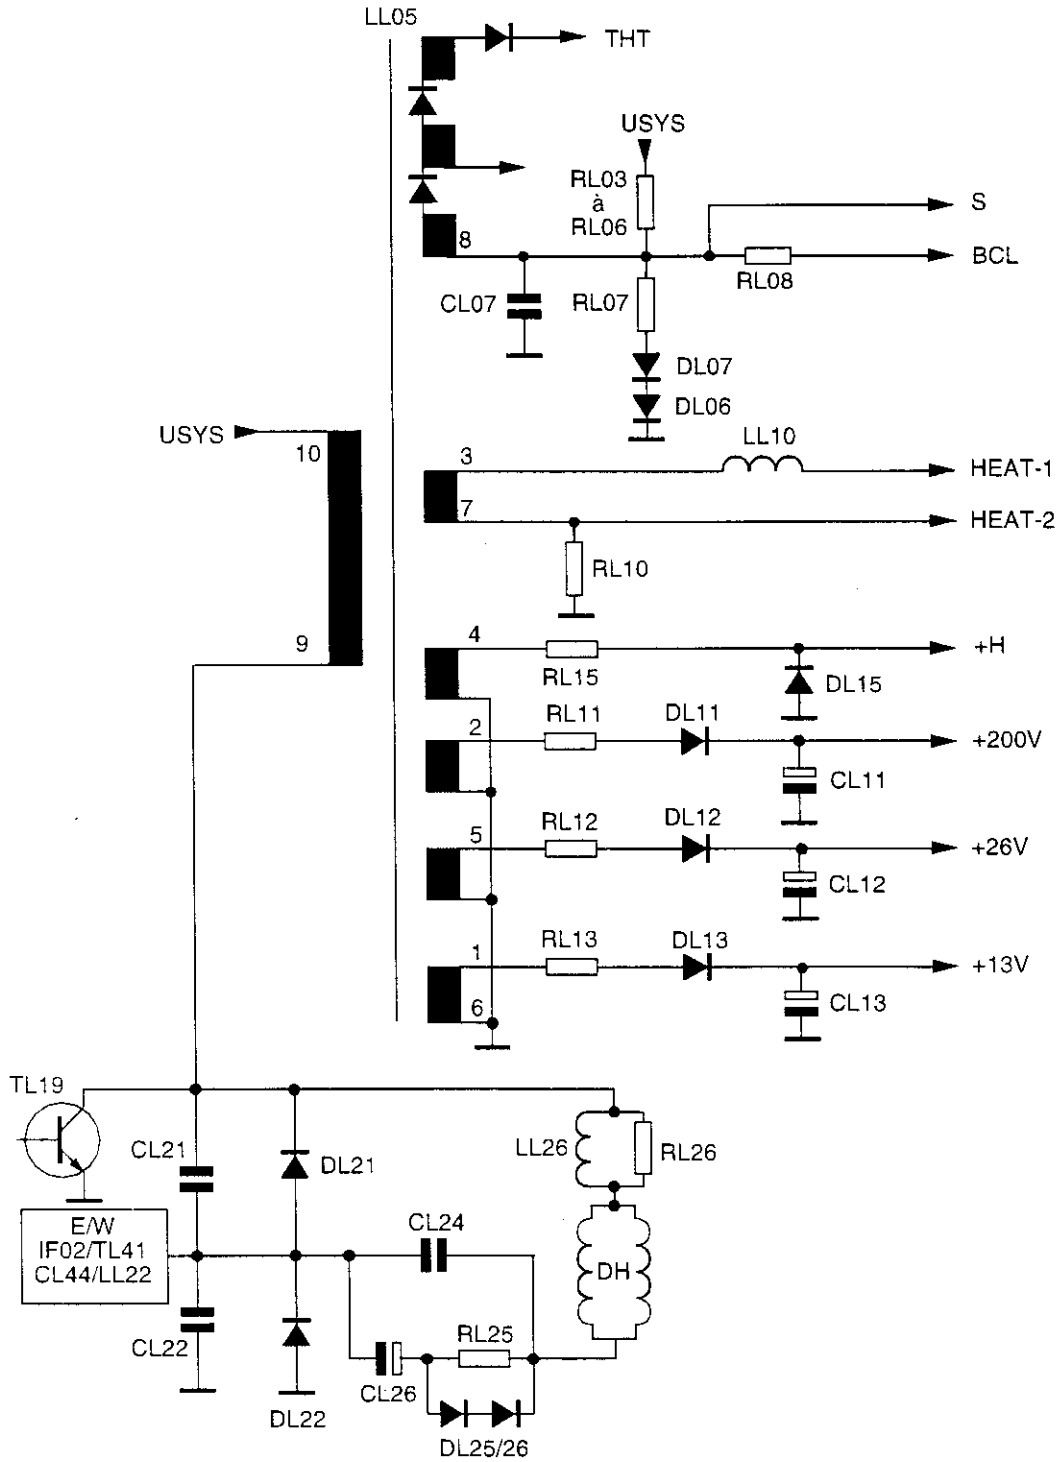 LL05
THT
USYS
RL03
à
RL06
S
8
BCL
RL08
CL07
RL07
DL07
DL06
USYS
10
LL10
3
HEAT-1
7
HEAT-2
RL10
9
4
+H
RL15
DL15
RL11
DL11
2
+200V
CL11
RL12
DL12
5
+26V
CL12
RL13
DL13
1
+13V
6
CL13
TL19
CL21
DL21
LL26
RL26
E/W
IF02/TL41
CL44/LL22
CL24
DH
CL22
RL25
CL26
DL22
DL25/26